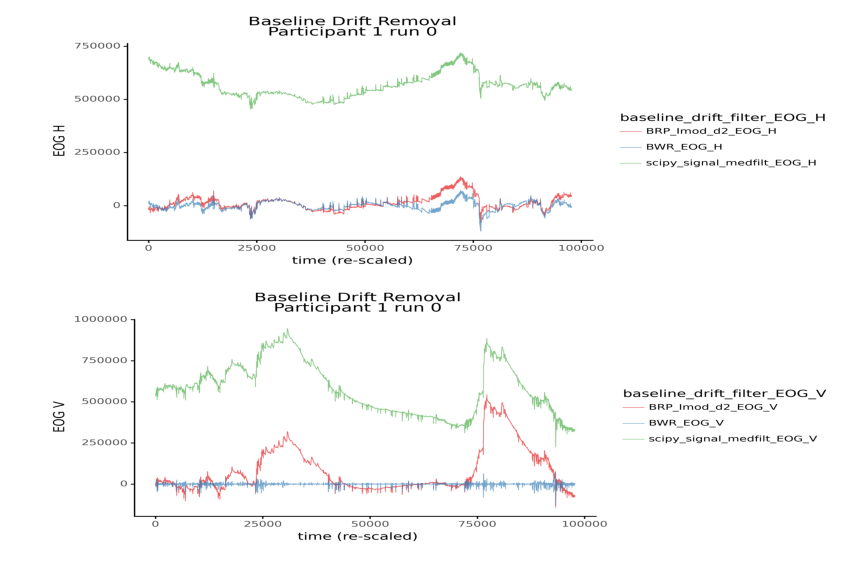 Baseline Drift Removal
Participant 1 run 0
750000
500000
250000
0
EOG H
0
25000
50000
75000
100000
time (re-scaled)
baseline_drift_filter_EOG_H
BRP_lmod_d2_EOG_H
BWR_EOG_H
scipy_signal_medfilt_EOG_H
Baseline Drift Removal
Participant 1 run 0
1000000
750000
500000
250000
0
EOG V
0
25000
50000
75000
100000
time (re-scaled)
baseline_drift_filter_EOG_V
BRP_lmod_d2_EOG_V
BWR_EOG_V
scipy_signal_medfilt_EOG_V